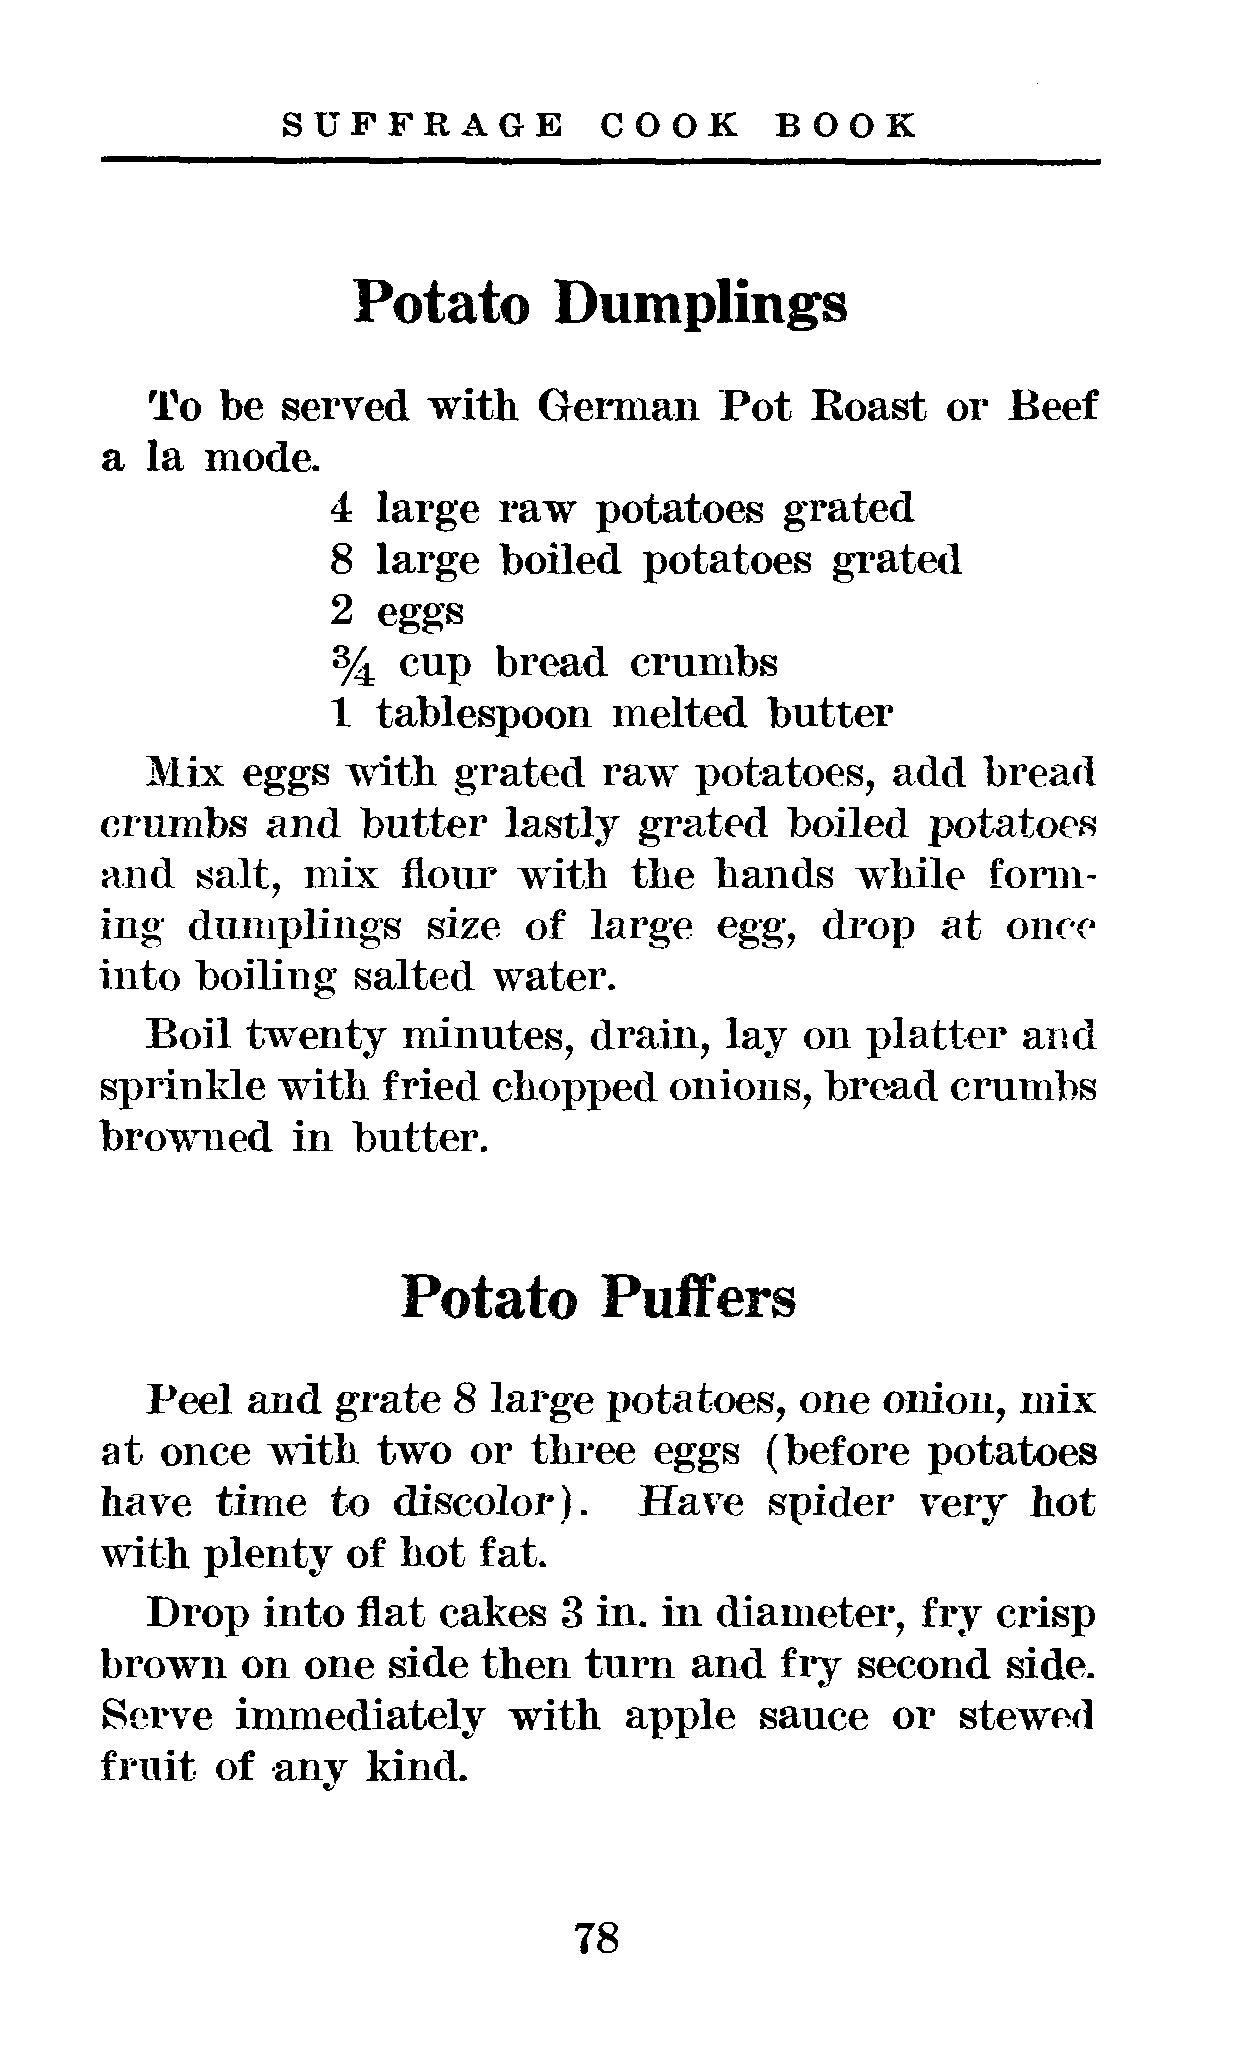 SUFFRAGE COOK BOOK
Potato Dumplings
To be served with German Pot Roast or Beef
a la mode.
4 large raw potatoes grated
8 large boiled potatoes grated
2 eggs
¾ cup bread crumbs
1 tablespoon melted butter
Mix eggs with grated raw potatoes, add bread
crumbs and butter lastly grated boiled potatoes
and salt, mix flour with the hands while form-
ing dumplings size of large egg, drop at once
into boiling salted water.
Boil twenty minutes, drain, lay on platter and
sprinkle with fried chopped onions, bread crumbs
browned in butter.
Potato Puffers
Peel and grate 8 large potatoes, one onion, mix
at once with two or three eggs (before potatoes
have time to discolor). Have spider very hot
with plenty of hot fat.
Drop into flat cakes 3 in. in diameter, fry crisp
brown on one side then turn and fry second side.
Serve immediately with apple sauce or stewed
fruit of any kind.
78